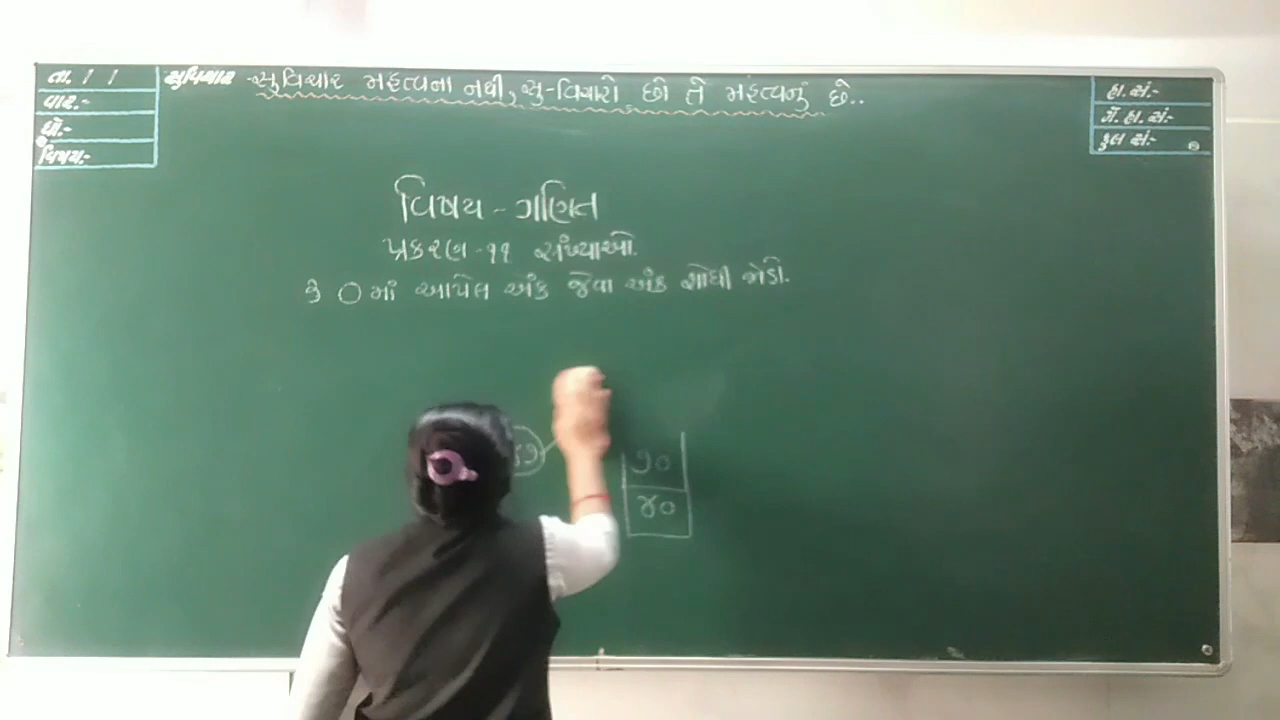 તા. / /
વાર:-
ધો.-
વિષય:-
સુવિચાર -સુવિચાર મહત્વના નથી, સુ-વિચારો છો તે મહત્વનું છે..
હા. સં.-
ગૈ. હા. સં.-
કુલ સં:-
વિષય - ગણિત
પ્રકરણ -૧૧ સંખ્યાઓ.
૩ ○ માં આપેલ અંક જેવા અંક શોધી જોડો.
૭૦
૪૦